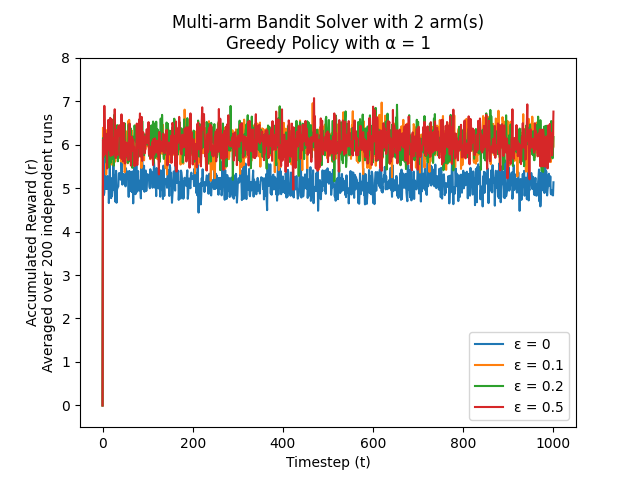 Multi-arm Bandit Solver with 2 arm(s)
Greedy Policy with α = 1
Accumulated Reward (r)
Averaged over 200 independent runs
8
7
6
5
4
3
2
1
0
0
200
400
600
800
1000
Timestep (t)
ε = 0
ε = 0.1
ε = 0.2
ε = 0.5